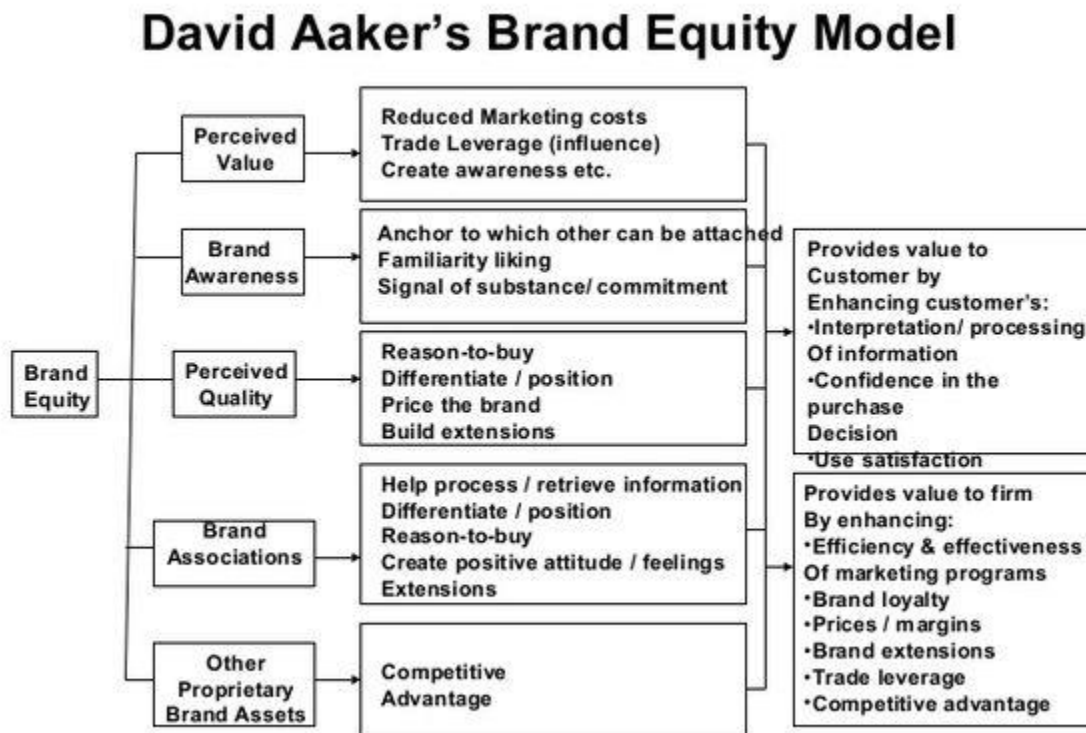 David Aaker's Brand Equity Model
Brand
Equity
Perceived
Value
Reduced Marketing costs
Trade Leverage (influence)
Create awareness etc.
Brand
Awareness
Anchor to which other can be attached
Familiarity liking
Signal of substance/ commitment
Perceived
Quality
Reason-to-buy
Differentiate / position
Price the brand
Build extensions
Brand
Associations
Help process / retrieve information
Differentiate / position
Reason-to-buy
Create positive attitude / feelings
Extensions
Other
Proprietary
Brand Assets
Competitive
Advantage
Provides value to
Customer by
Enhancing customer's:
•Interpretation/ processing
Of information
•Confidence in the
purchase
Decision
•Use satisfaction
Provides value to firm
By enhancing:
•Efficiency & effectiveness
Of marketing programs
•Brand loyalty
•Prices / margins
•Brand extensions
•Trade leverage
•Competitive advantage